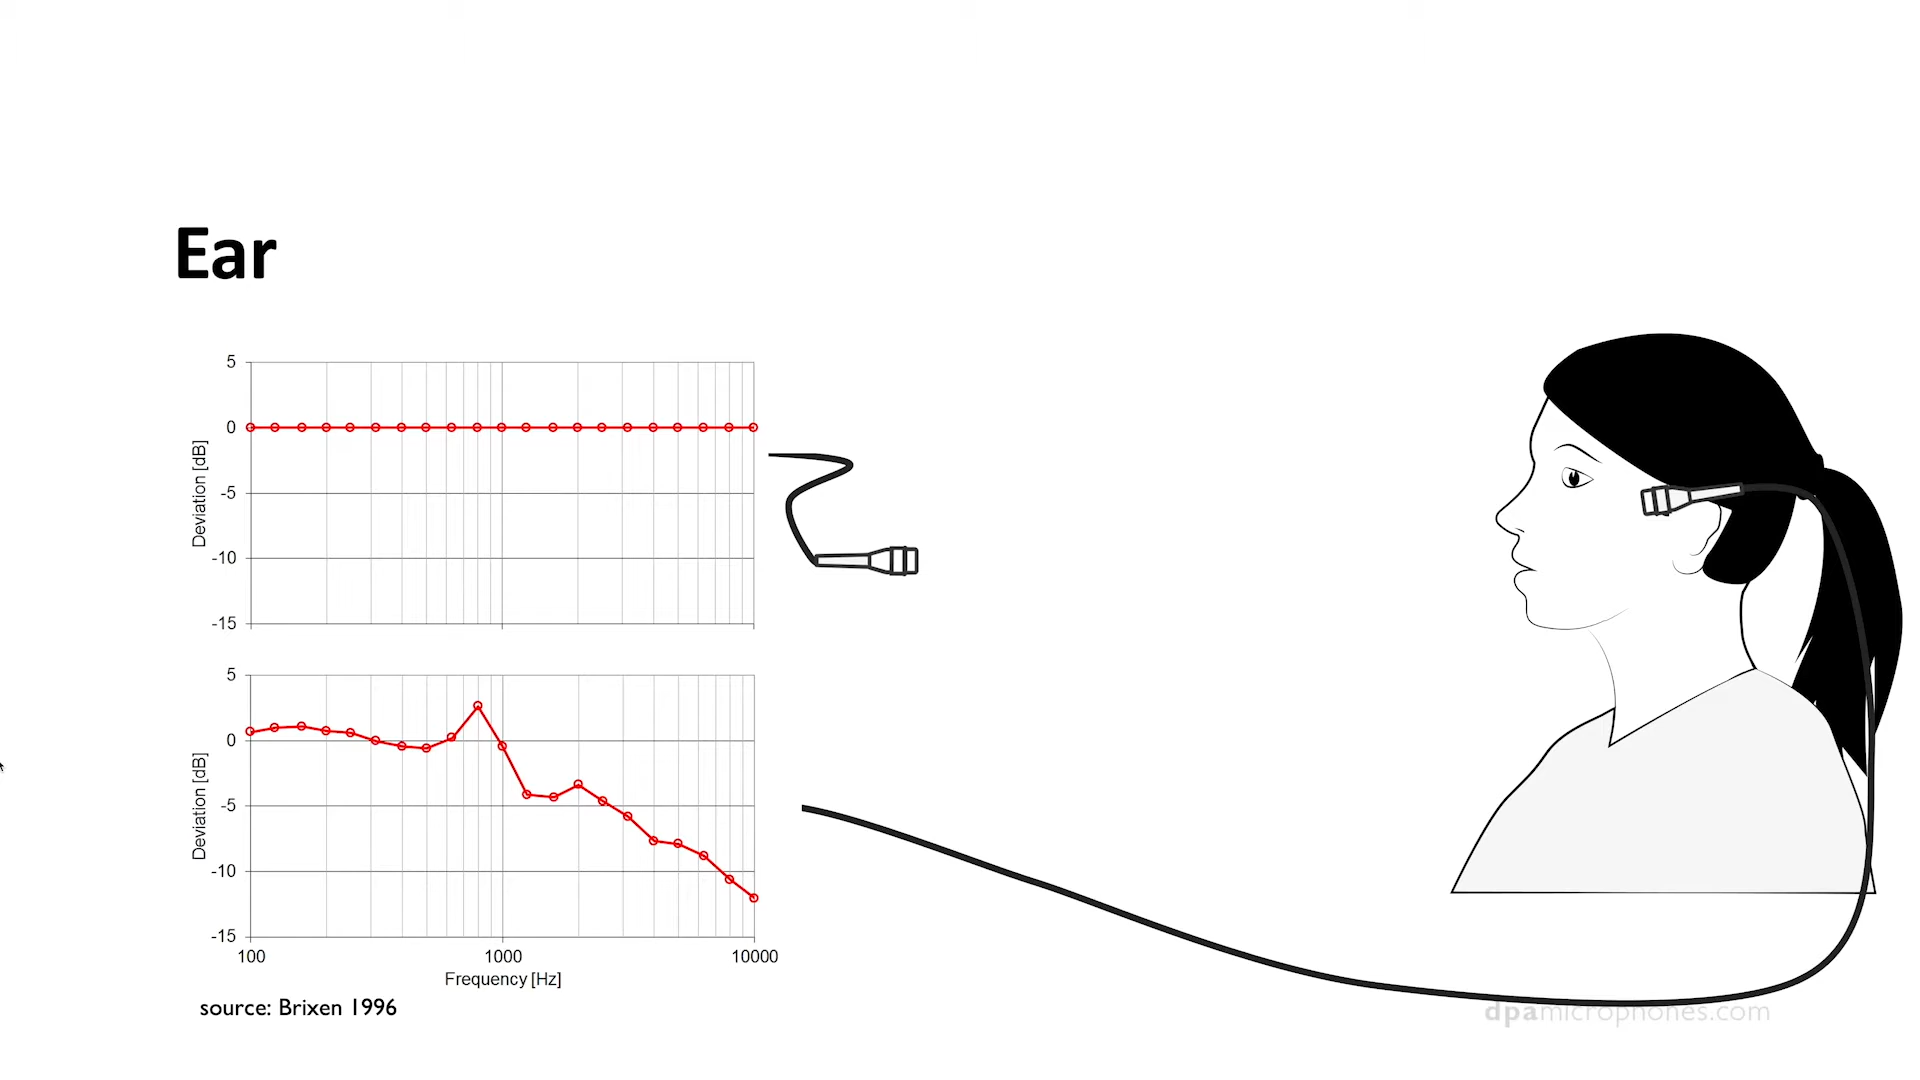 Ear
5
0
-5
-10
-15
Deviation [dB]
5
0
-5
-10
-15
Deviation [dB]
100 1000 10000
Frequency [Hz]
source: Brixen 1996
dpamicrophones.com